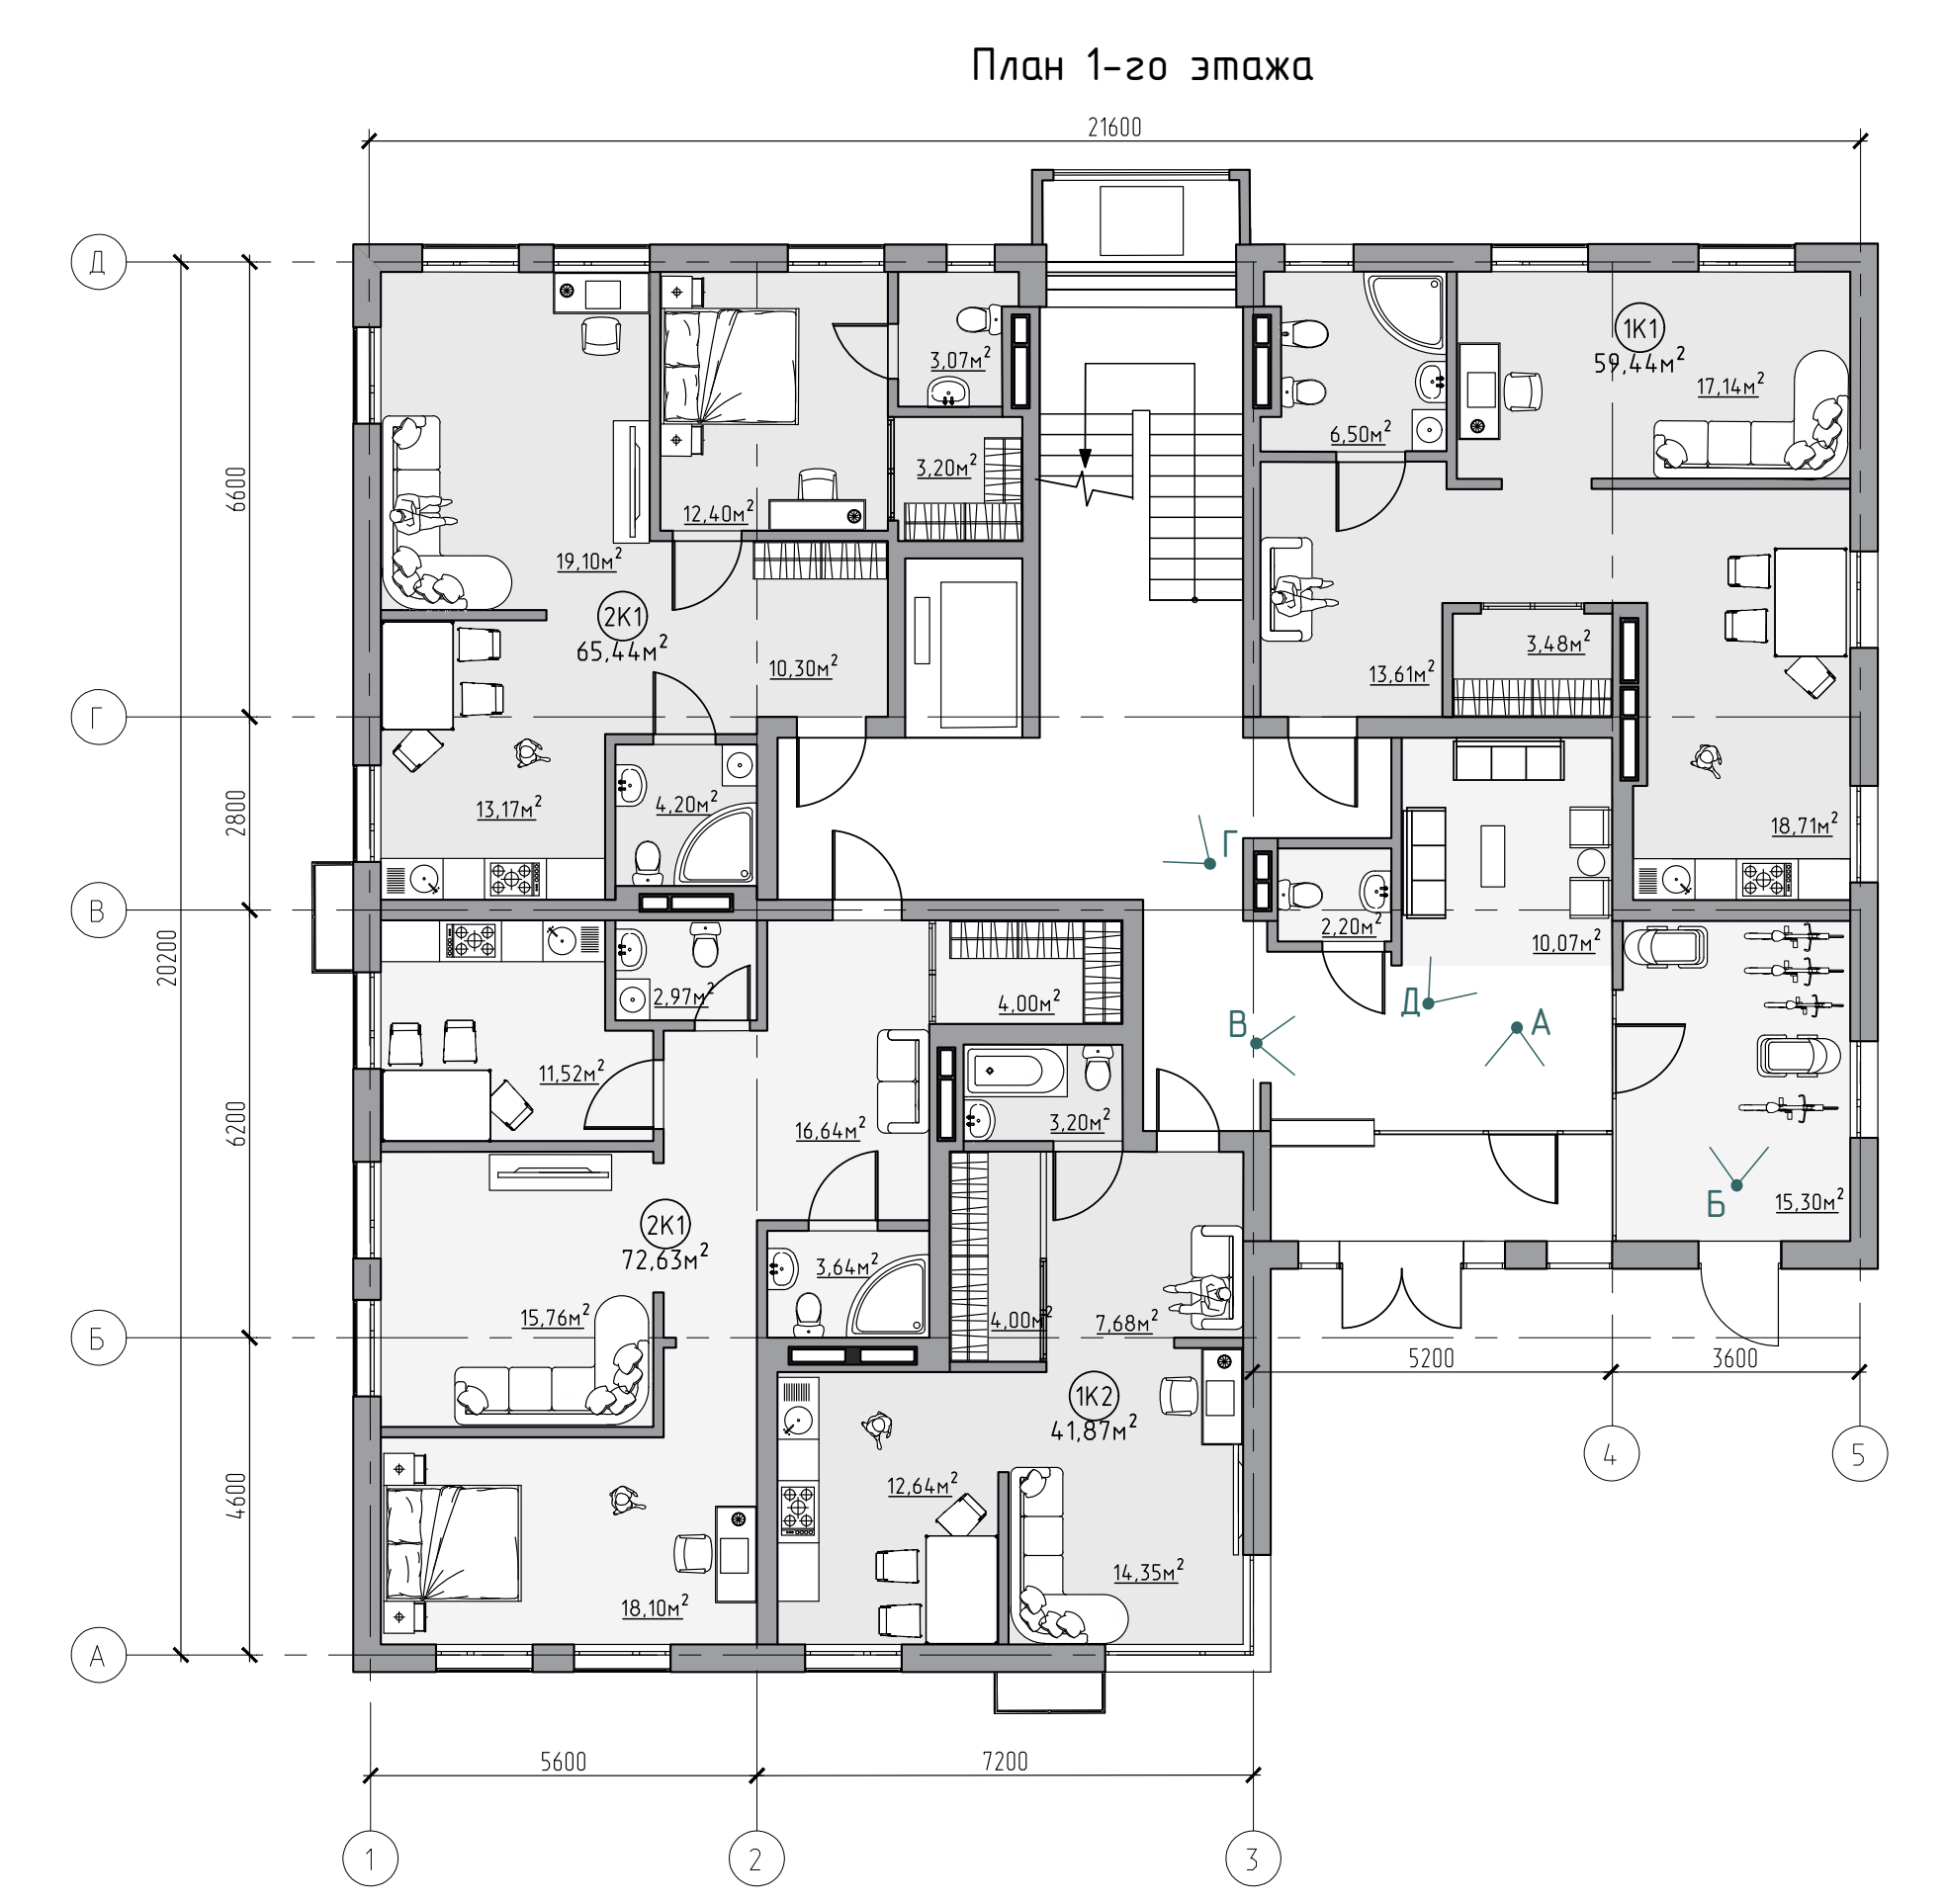 План 1-го этажа
21600
Д
1К1
59,44м²
17,14м²
3,07м²
6,50м²
3,20м²
6600
12,40м²
19,10м²
2К1
65,44м²
10,30м²
3,48м²
13,61м²
Г
2800
13,17м²
4,20м²
18,71м²
Г
В
2,20м²
10,07м²
20200
2,97м²
4,00м²
Д
А
В
11,52м²
6200
16,64м²
3,20м²
Б
15,30м²
2К1
72,63м²
3,64м²
15,76м²
4,00м²
7,68м²
Б
5200
3600
1К2
41,87м²
4
5
4600
12,64м²
14,35м²
18,10м²
А
5600
7200
1
2
3